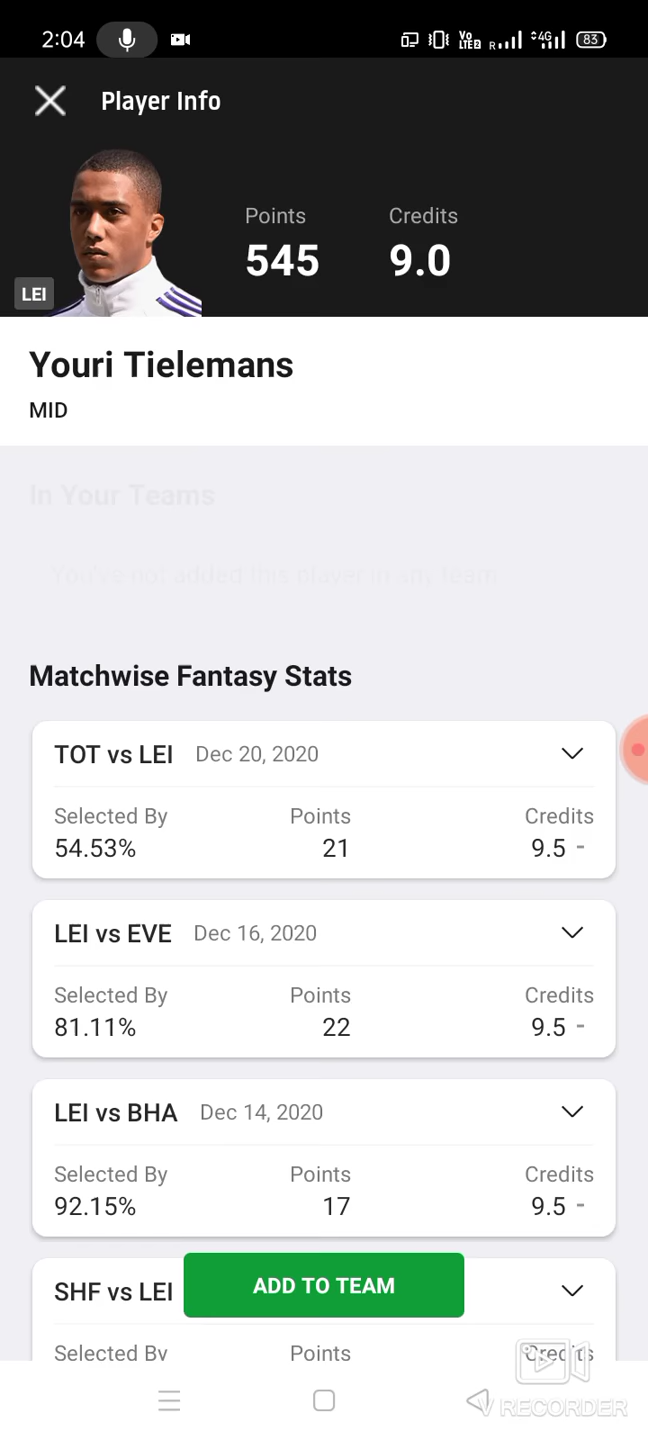 2:04 Vo LTE2 R 4G 83
Player Info
Points Credits
545 9.0
LEI
Youri Tielemans
MID
In Your Teams
You've not added this player in any team
Matchwise Fantasy Stats
TOT vs LEI Dec 20, 2020
Selected By Points Credits
54.53% 21 9.5 -
LEI vs EVE Dec 16, 2020
Selected By Points Credits
81.11% 22 9.5 -
LEI vs BHA Dec 14, 2020
Selected By Points Credits
92.15% 17 9.5 -
SHF vs LEI
ADD TO TEAM
Selected By Points Credits
V RECORDER